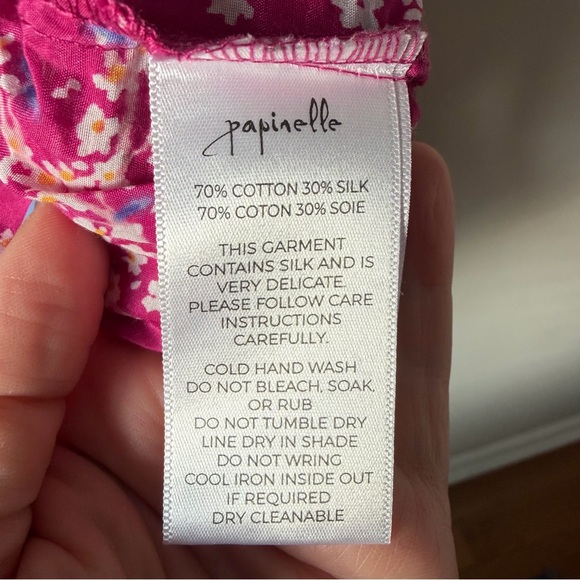 papinelle
70% COTTON 30% SILK
70% COTON 30% SOIE
THIS GARMENT
CONTAINS SILK AND IS
VERY DELICATE.
PLEASE FOLLOW CARE
INSTRUCTIONS
CAREFULLY.
COLD HAND WASH
DO NOT BLEACH, SOAK,
OR RUB
DO NOT TUMBLE DRY
LINE DRY IN SHADE
DO NOT WRING
COOL IRON INSIDE OUT
IF REQUIRED
DRY CLEANABLE